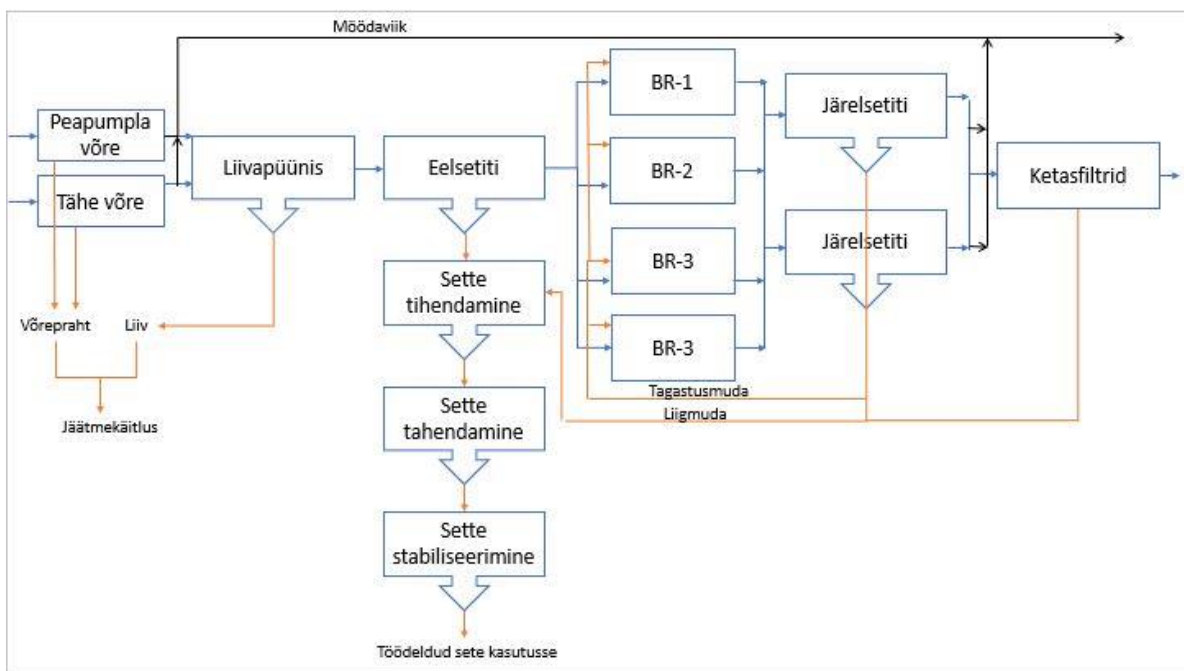 Möödaviik
Peapumpla
võre
Tähe võre
Liivapüünis
Eelsetiti
BR-1
BR-2
BR-3
BR-3
Järelsetiti
Järelsetiti
Ketasfiltrid
Sette
tihendamine
Võrepraht
Liiv
Jäätmekäitlus
Tagastusmuda
Liigmuda
Sette
tahendamine
Sette
stabiliseerimine
Töödeldud sete kasutusse